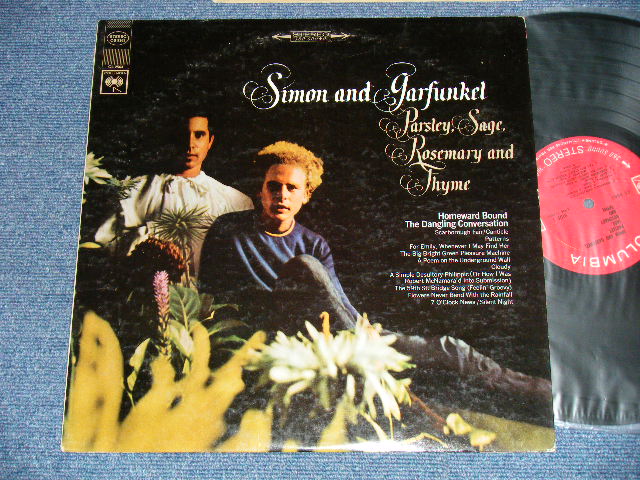 STEREO
COLUMBIA
Simon and Garfunkel
Parsley, Sage,
Rosemary and
Thyme
Homeward Bound
The Dangling Conversation
Scarborough Fair/Canticle
Patterns
For Emily, Whenever I May Find Her
The Big Bright Green Pleasure Machine
A Poem on the Underground Wall
Cloudy
A Simple Desultory Philippic (Or How I Was
Robert McNamara'd Into Submission)
The 59th St. Bridge Song (Feelin' Groovy)
Flowers Never Bend With the Rainfall
7 O'Clock News/Silent Night
STEREO
COLUMBIA